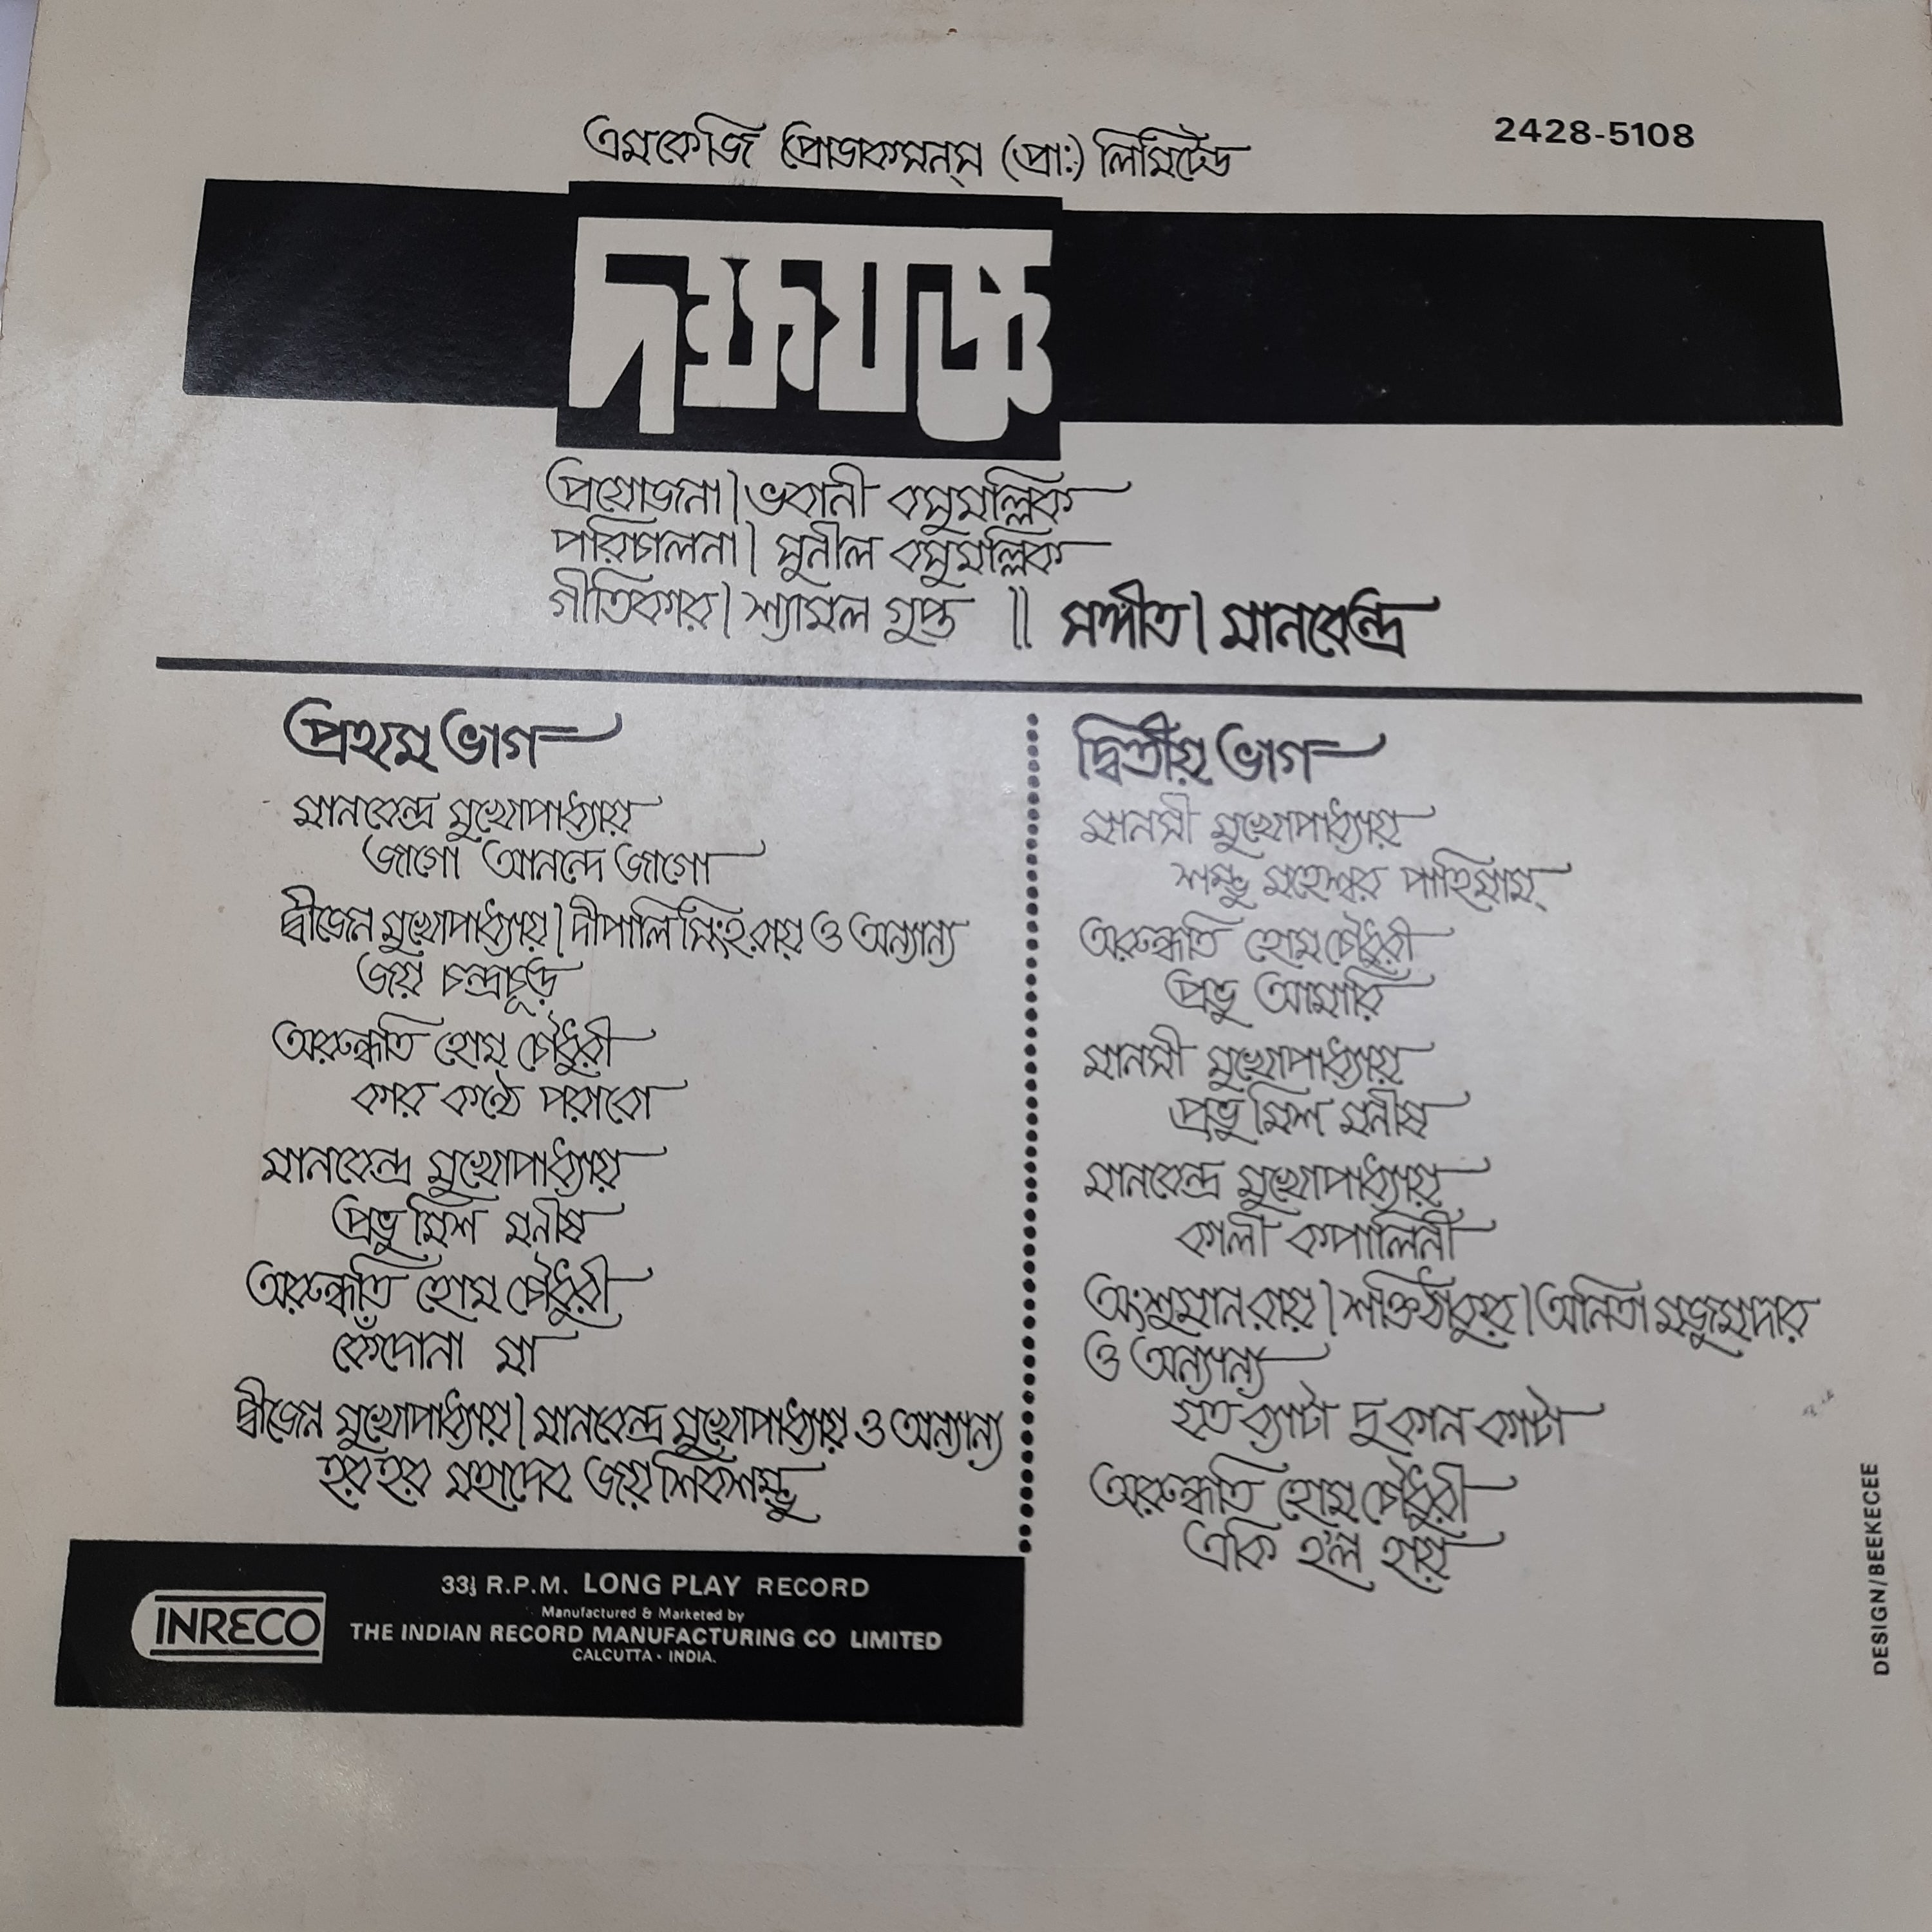 এমকেজি প্রোডাকসন্স (প্রাঃ) লিমিটেড
2428-5108
দক্ষযজ্ঞ
প্রয়োজনা | ভবানী বসুমল্লিক
পরিচালনা | সুনীল বসুমল্লিক
গীতিকার | শ্যামল গুপ্ত || সঙ্গীত | মানবেন্দ্র
প্রথম ভাগ
মানবেন্দ্র মুখোপাধ্যায়
জাগো আনন্দে জাগো
দ্বীজেন মুখোপাধ্যায় | দীপালি সিংহরায় ও অন্যান্য
জয় চন্দ্রচূড়
অরুন্ধতি হোম চৌধুরী
কার কন্ঠে পরাবো
মানবেন্দ্র মুখোপাধ্যায়
প্রভু মিশ মনীষ
অরুন্ধতি হোম চৌধুরী
কেঁদোনা মা
দ্বীজেন মুখোপাধ্যায় | মানবেন্দ্র মুখোপাধ্যায় ও অন্যান্য
হর হর মহাদেব জয় শিবশম্ভু
দ্বিতীয় ভাগ
মানসী মুখোপাধ্যায়
শম্ভু মহেশ্বর পাহিমাম্
অরুন্ধতি হোম চৌধুরী
প্রভু আমারি
মানসী মুখোপাধ্যায়
প্রভু মিশ মনীষ
মানবেন্দ্র মুখোপাধ্যায়
কালী কপালিনী
অংশুমান রায় | শক্তি ঠাকুর | অনিতা মজুমদার
ও অন্যান্য
যত ব্যাটা দু কান কাটা
অরুন্ধতি হোম চৌধুরী
একি হ'ল হায়
INRECO
33⅓ R.P.M. LONG PLAY RECORD
Manufactured & Marketed by
THE INDIAN RECORD MANUFACTURING CO LIMITED
CALCUTTA · INDIA.
DESIGN/BEEKECEE